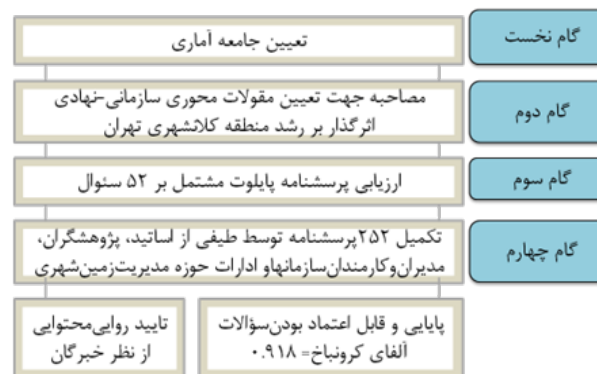 گام نخست
تعیین جامعه آماری
گام دوم
مصاحبه جهت تعیین مقولات محوری سازمانی-نهادی
اثرگذار بر رشد منطقه کلانشهری تهران
گام سوم
ارزیابی پرسشنامه پایلوت مشتمل بر ۵۲ سئوال
گام چهارم
تکمیل ۲۵۲پرسشنامه توسط طیفی از اساتید، پژوهشگران،
مدیران‌وکارمندان‌سازمانهاو ادارات حوزه مدیریت‌زمین‌شهری
پایایی و قابل اعتماد بودن‌سؤالات
آلفای کرونباخ= ۰.۹۱۸
تایید روایی‌محتوایی
از نظر خبرگان